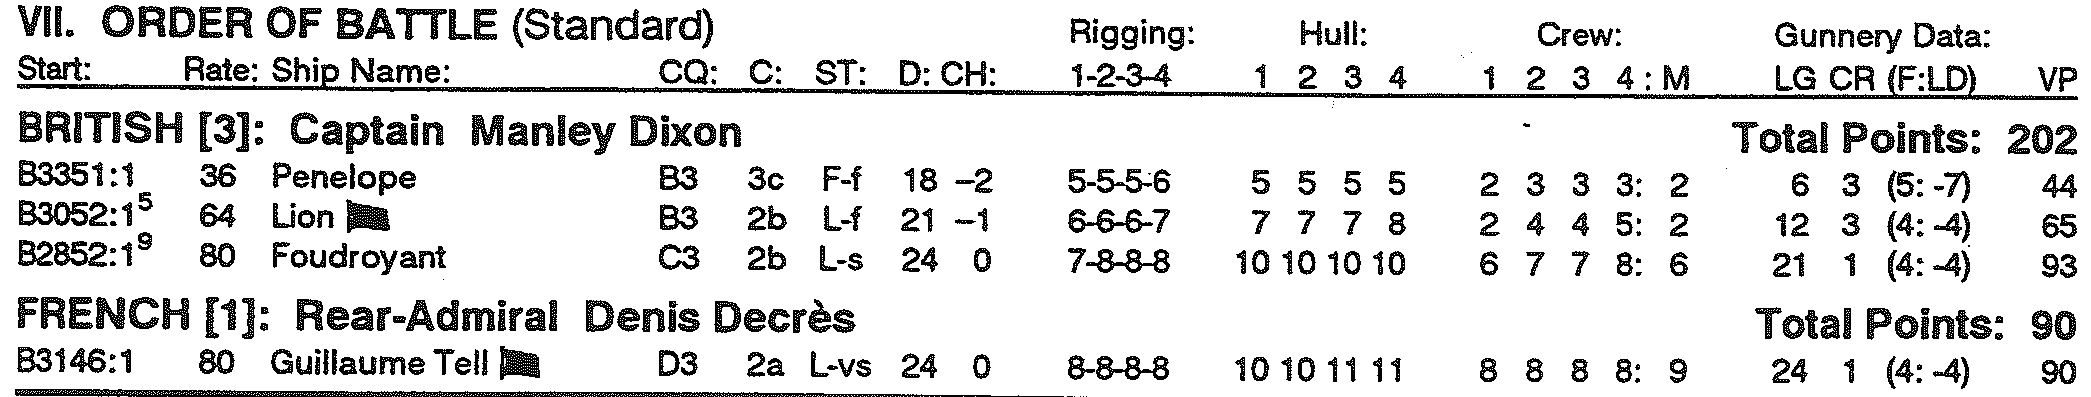 VII. ORDER OF BATTLE (Standard) Rigging: Hull: Crew: Gunnery Data:
Start: Rate: Ship Name: CQ: C: ST: D: CH: 1-2-3-4 1 2 3 4 1 2 3 4 : M LG CR (F:LD) VP
BRITISH [3]: Captain Manley Dixon Total Points: 202
B3351:1 36 Penelope B3 3c F-f 18 –2 5-5-5-6 5 5 5 5 2 3 3 3: 2 6 3 (5: -7) 44
B3052:1⁵ 64 Lion B3 2b L-f 21 –1 6-6-6-7 7 7 7 8 2 4 4 5: 2 12 3 (4: -4) 65
B2852:1⁹ 80 Foudroyant C3 2b L-s 24 0 7-8-8-8 10 10 10 10 6 7 7 8: 6 21 1 (4: -4) 93
FRENCH [1]: Rear-Admiral Denis Decrès Total Points: 90
B3146:1 80 Guillaume Tell D3 2a L-vs 24 0 8-8-8-8 10 10 11 11 8 8 8 8: 9 24 1 (4: -4) 90